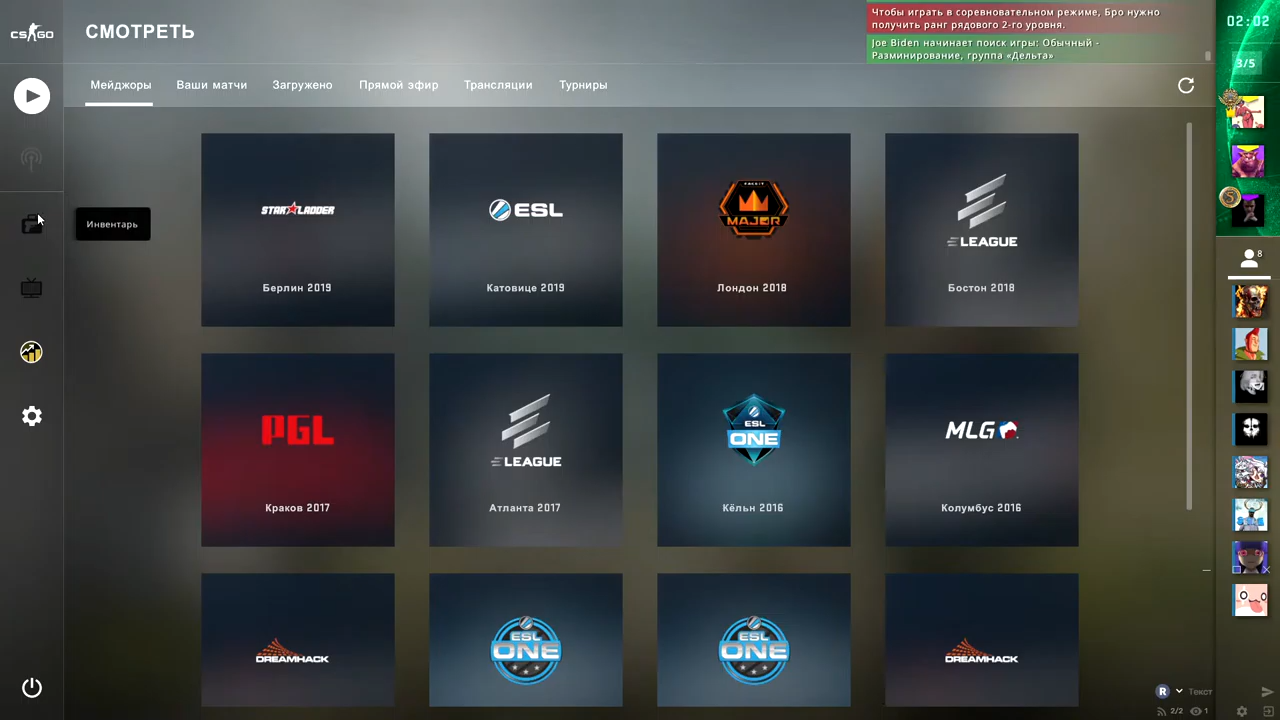 CS GO
СМОТРЕТЬ
Чтобы играть в соревновательном режиме, Бро нужно
получить ранг рядового 2-го уровня.
Joe Biden начинает поиск игры: Обычный -
Разминирование, группа «Дельта»
02:02
3/5
Мейджоры
Ваши матчи
Загружено
Прямой эфир
Трансляции
Турниры
Инвентарь
STARLADDER
Берлин 2019
ESL
Катовице 2019
FACEIT
MAJOR
Лондон 2018
ELEAGUE
Бостон 2018
5
8
PGL
Краков 2017
ELEAGUE
Атланта 2017
ESL
ONE
Кёльн 2016
MLG
Колумбус 2016
DREAMHACK
ESL
ONE
ESL
ONE
DREAMHACK
R
Текст
2/2
1